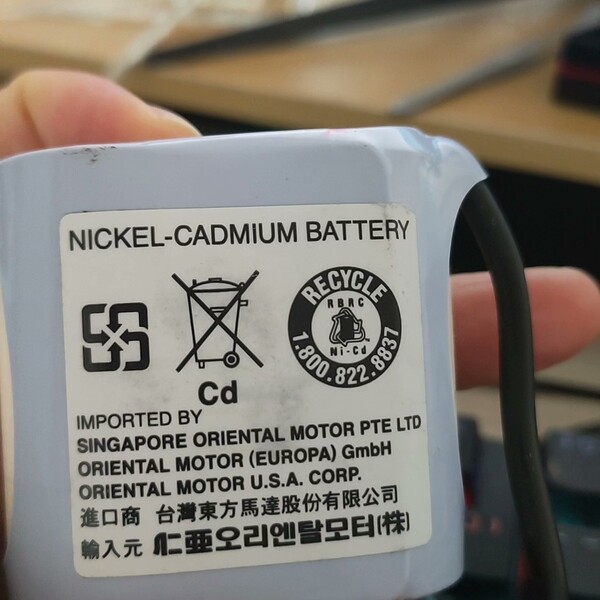 NICKEL-CADMIUM BATTERY
RECYCLE
RBRC
Ni-Cd
1.800.822.8837
Cd
IMPORTED BY
SINGAPORE ORIENTAL MOTOR PTE LTD
ORIENTAL MOTOR (EUROPA) GmbH
ORIENTAL MOTOR U.S.A. CORP.
進口商 台灣東方馬達股份有限公司
輸入元 仁亜오리엔탈모터(株)